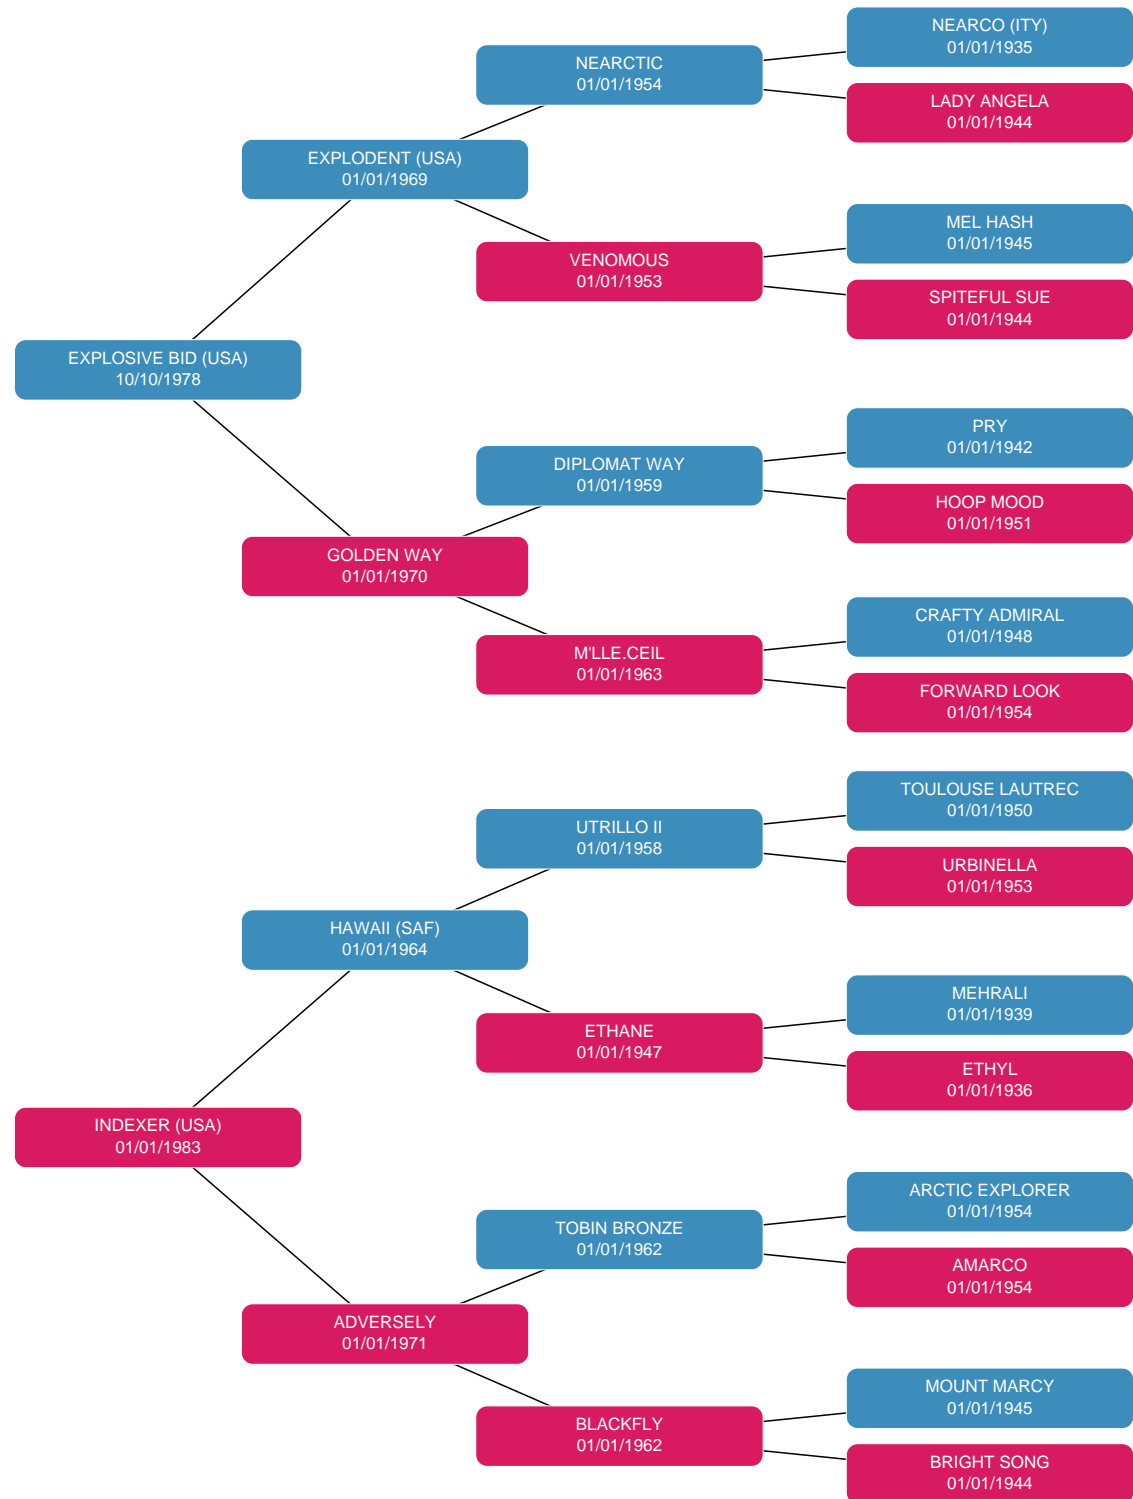 NEARCO (ITY)
01/01/1935
NEARCTIC
01/01/1954
LADY ANGELA
01/01/1944
EXPLODENT (USA)
01/01/1969
MEL HASH
01/01/1945
VENOMOUS
01/01/1953
SPITEFUL SUE
01/01/1944
EXPLOSIVE BID (USA)
10/10/1978
PRY
01/01/1942
DIPLOMAT WAY
01/01/1959
HOOP MOOD
01/01/1951
GOLDEN WAY
01/01/1970
CRAFTY ADMIRAL
01/01/1948
M'LLE.CEIL
01/01/1963
FORWARD LOOK
01/01/1954
TOULOUSE LAUTREC
01/01/1950
UTRILLO II
01/01/1958
URBINELLA
01/01/1953
HAWAII (SAF)
01/01/1964
MEHRALI
01/01/1939
ETHANE
01/01/1947
ETHYL
01/01/1936
INDEXER (USA)
01/01/1983
ARCTIC EXPLORER
01/01/1954
TOBIN BRONZE
01/01/1962
AMARCO
01/01/1954
ADVERSELY
01/01/1971
MOUNT MARCY
01/01/1945
BLACKFLY
01/01/1962
BRIGHT SONG
01/01/1944